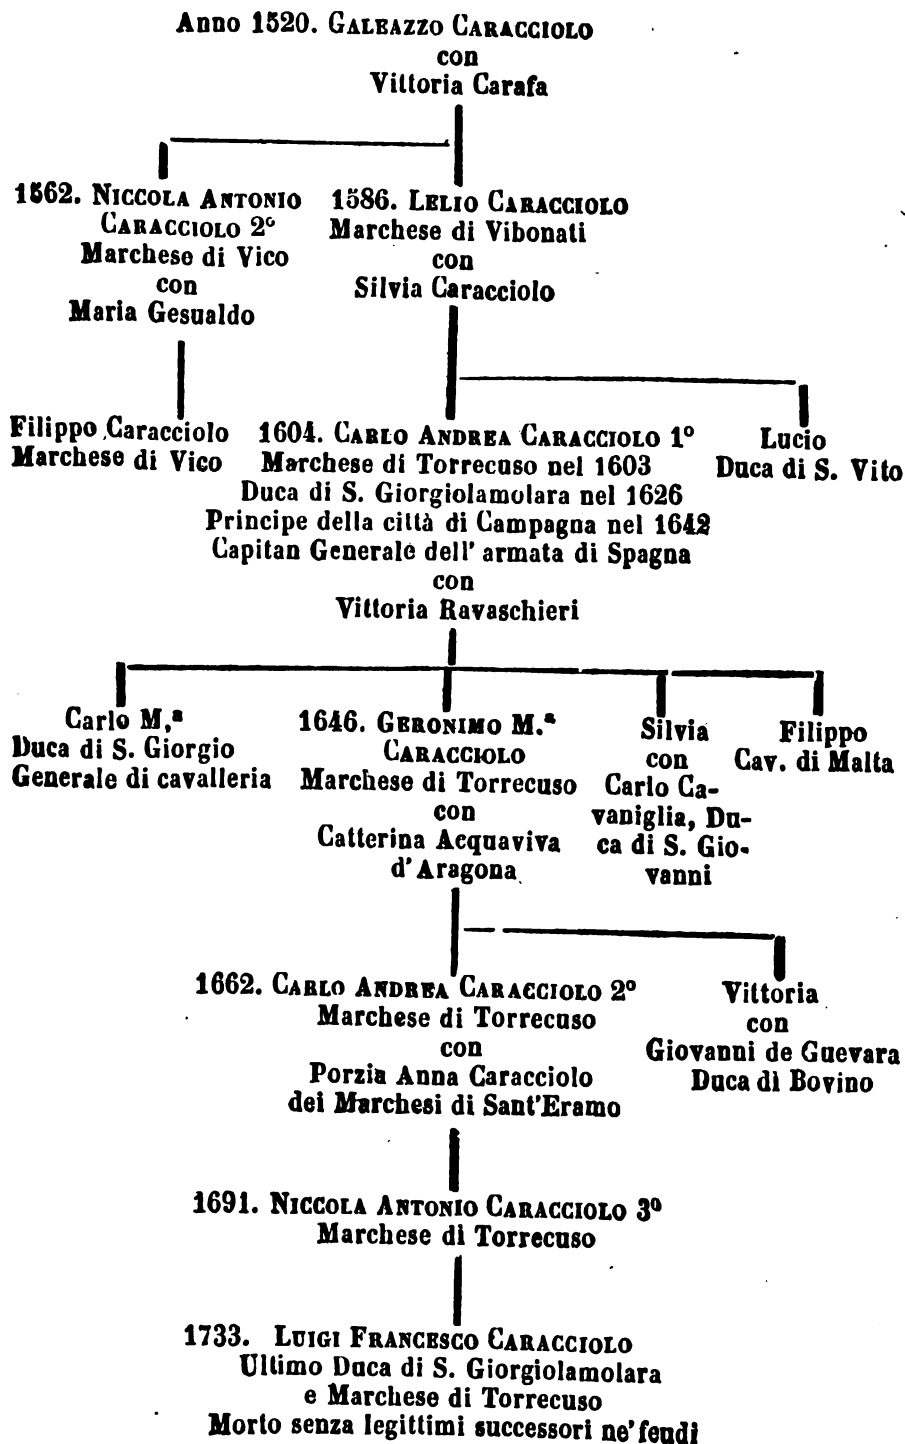 Anno 1520. GALEAZZO CARACCIOLO
con
Vittoria Carafa
1562. NICCOLA ANTONIO
CARACCIOLO 2º
Marchese di Vico
con
Maria Gesualdo
1586. LELIO CARACCIOLO
Marchese di Vibonati
con
Silvia Caracciolo
Filippo Caracciolo
Marchese di Vico
1604. CARLO ANDREA CARACCIOLO 1º
Marchese di Torrecuso nel 1603
Duca di S. Giorgiolamolara nel 1626
Principe della città di Campagna nel 1642
Capitan Generale dell' armata di Spagna
con
Vittoria Ravaschieri
Lucio
Duca di S. Vito
Carlo M.ª
Duca di S. Giorgio
Generale di cavalleria
1646. GERONIMO M.ª
CARACCIOLO
Marchese di Torrecuso
con
Catterina Acquaviva
d'Aragona
Silvia
con
Carlo Ca-
vaniglia, Du-
ca di S. Gio-
vanni
Filippo
Cav. di Malta
1662. CARLO ANDREA CARACCIOLO 2º
Marchese di Torrecuso
con
Porzia Anna Caracciolo
dei Marchesi di Sant'Eramo
Vittoria
con
Giovanni de Guevara
Duca di Bovino
1691. NICCOLA ANTONIO CARACCIOLO 3º
Marchese di Torrecuso
1733. LUIGI FRANCESCO CARACCIOLO
Ultimo Duca di S. Giorgiolamolara
e Marchese di Torrecuso
Morto senza legittimi successori ne' feudi